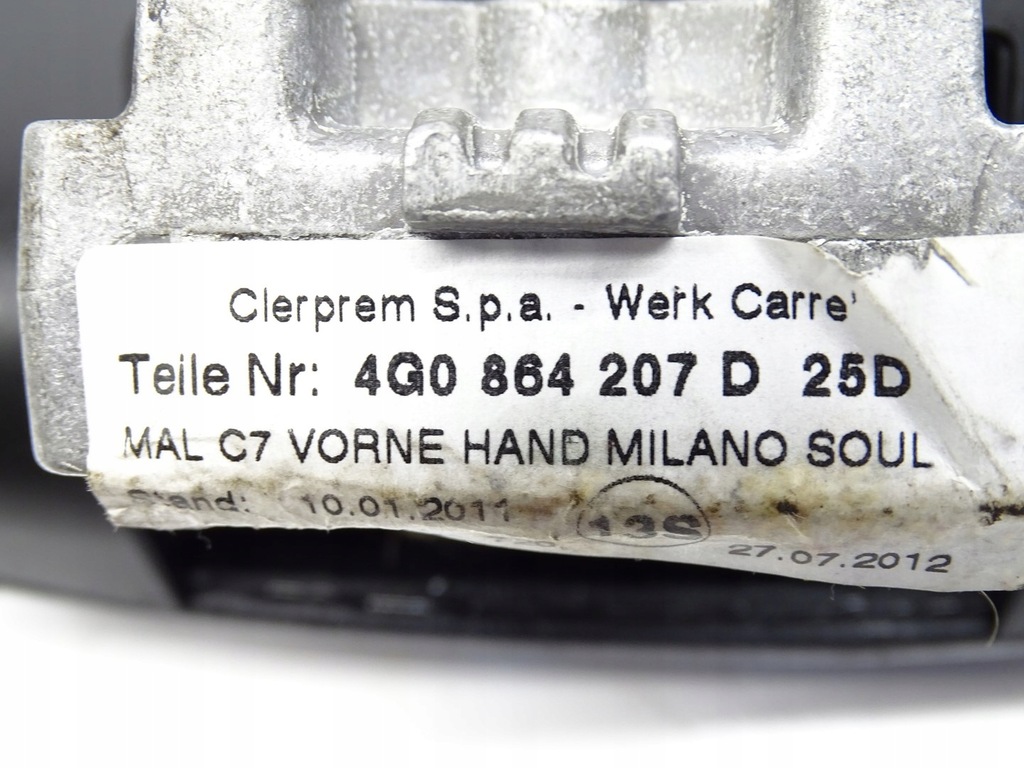 Clerprem S.p.a. - Werk Carre'
Teile Nr: 4G0 864 207 D 25D
MAL C7 VORNE HAND MILANO SOUL
Stand: 10.01.2011 13S
27.07.2012